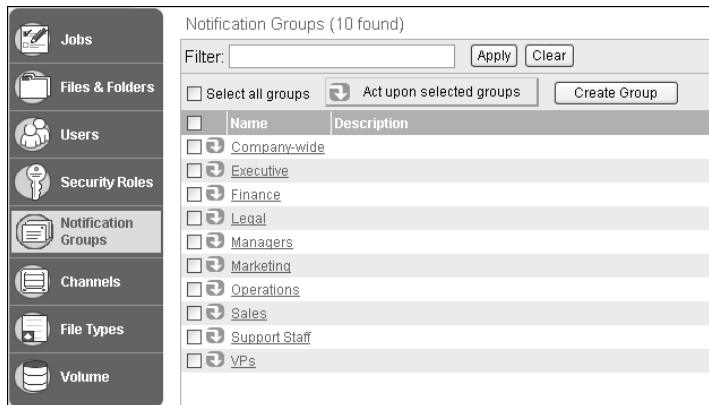 Jobs
Files & Folders
Users
Security Roles
Notification
Groups
Channels
File Types
Volume
Notification Groups (10 found)
Filter: Apply Clear
Select all groups Act upon selected groups Create Group
Name Description
Company-wide
Executive
Finance
Legal
Managers
Marketing
Operations
Sales
Support Staff
VPs